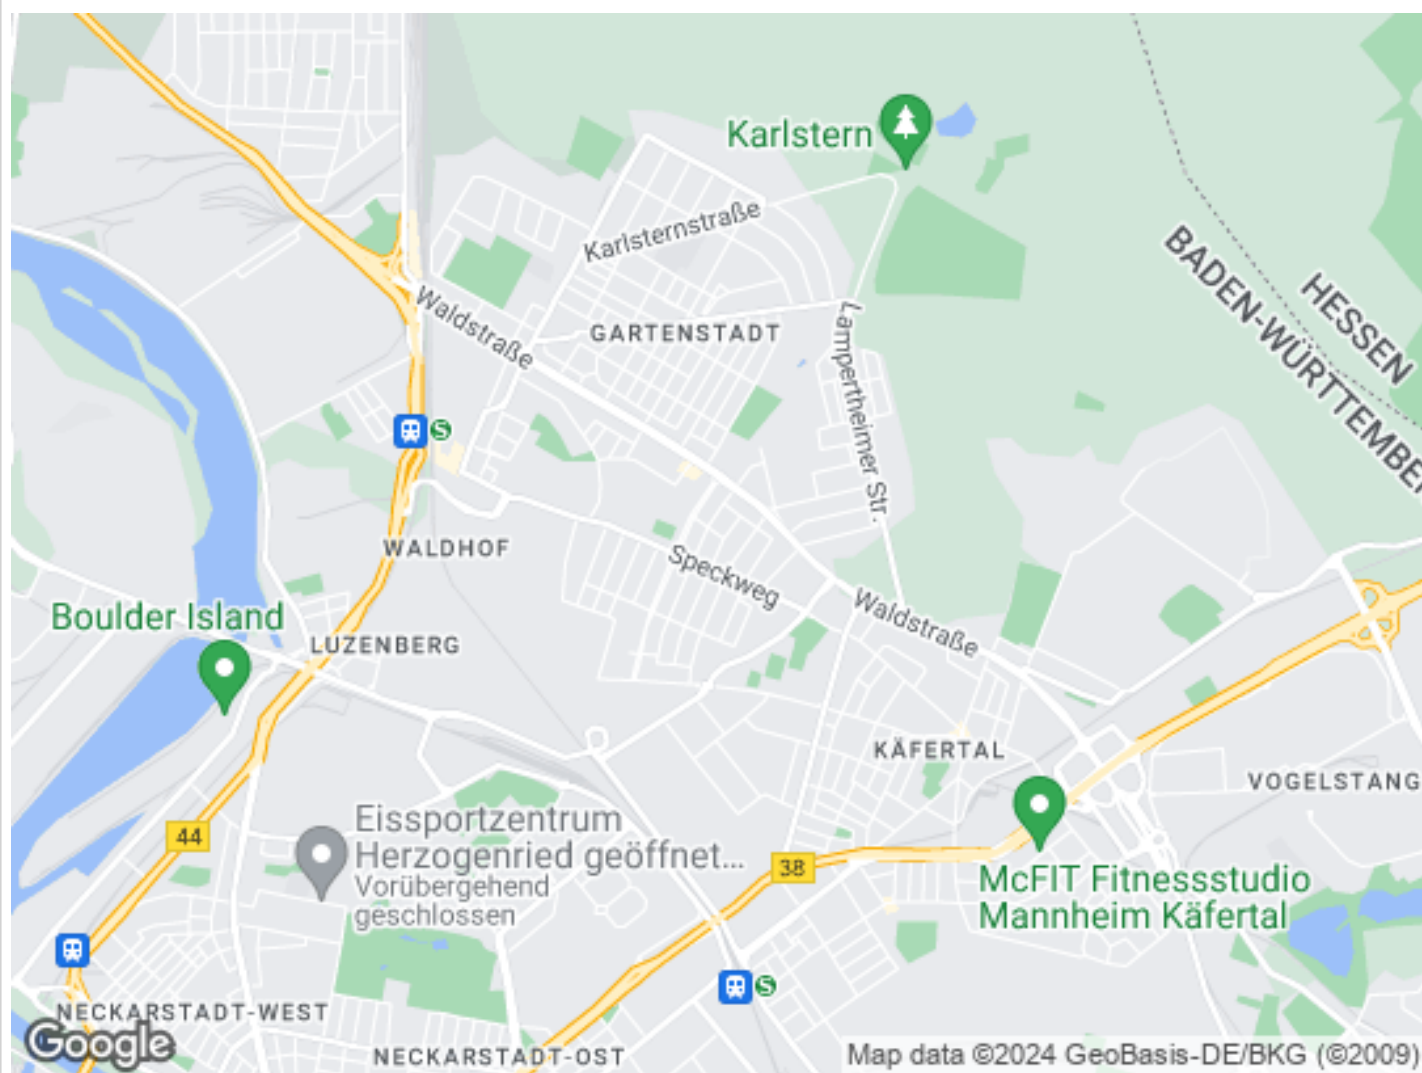 Karlstern
Karlsternstraße
BADEN-WÜRTTEMBER
HESSEN
Waldstraße
GARTENSTADT
Lampertheimer Str.
S
WALDHOF
Speckweg
Boulder Island
Waldstraße
LUZENBERG
KÄFERTAL
VOGELSTANG
Eissportzentrum
Herzogenried geöffnet...
Vorübergehend
geschlossen
44
38
McFIT Fitnessstudio
Mannheim Käfertal
S
NECKARSTADT-WEST
Google
NECKARSTADT-OST
Map data ©2024 GeoBasis-DE/BKG (©2009)